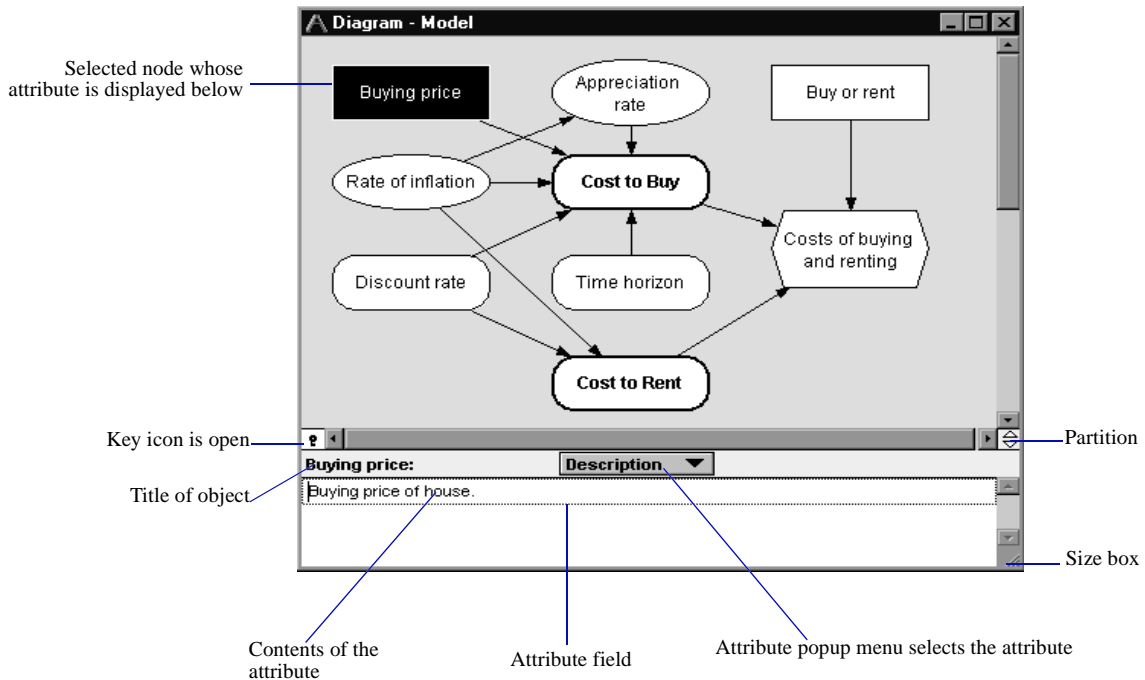 Diagram - Model
Selected node whose
attribute is displayed below
Buying price
Appreciation
rate
Buy or rent
Rate of inflation
Cost to Buy
Costs of buying
and renting
Discount rate
Time horizon
Cost to Rent
Key icon is open
Partition
Buying price:
Description
Title of object
Buying price of house.
Size box
Contents of the
attribute
Attribute field
Attribute popup menu selects the attribute